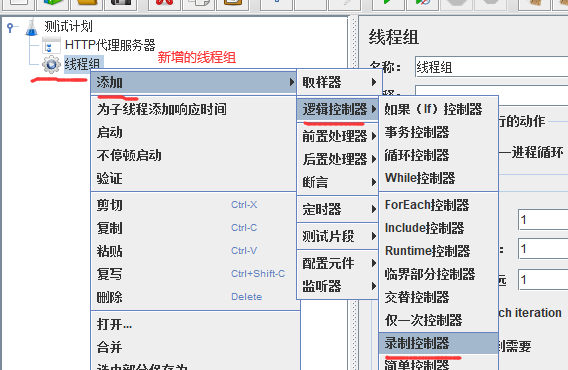 测试计划
HTTP代理服务器
线程组
新增的线程组
添加
为子线程添加响应时间
启动
不停顿启动
验证
剪切 Ctrl-X
复制 Ctrl-C
粘贴 Ctrl-V
复写 Ctrl+Shift-C
删除 Delete
打开...
合并
选中部分保存为
取样器
逻辑控制器
前置处理器
后置处理器
断言
定时器
测试片段
配置元件
监听器
如果（If）控制器
事务控制器
循环控制器
While控制器
ForEach控制器
Include控制器
Runtime控制器
临界部分控制器
交替控制器
仅一次控制器
录制控制器
简单控制器
线程组
名称： 线程组
行的动作
一进程循环
1
1
远 1
ch iteration
到需要